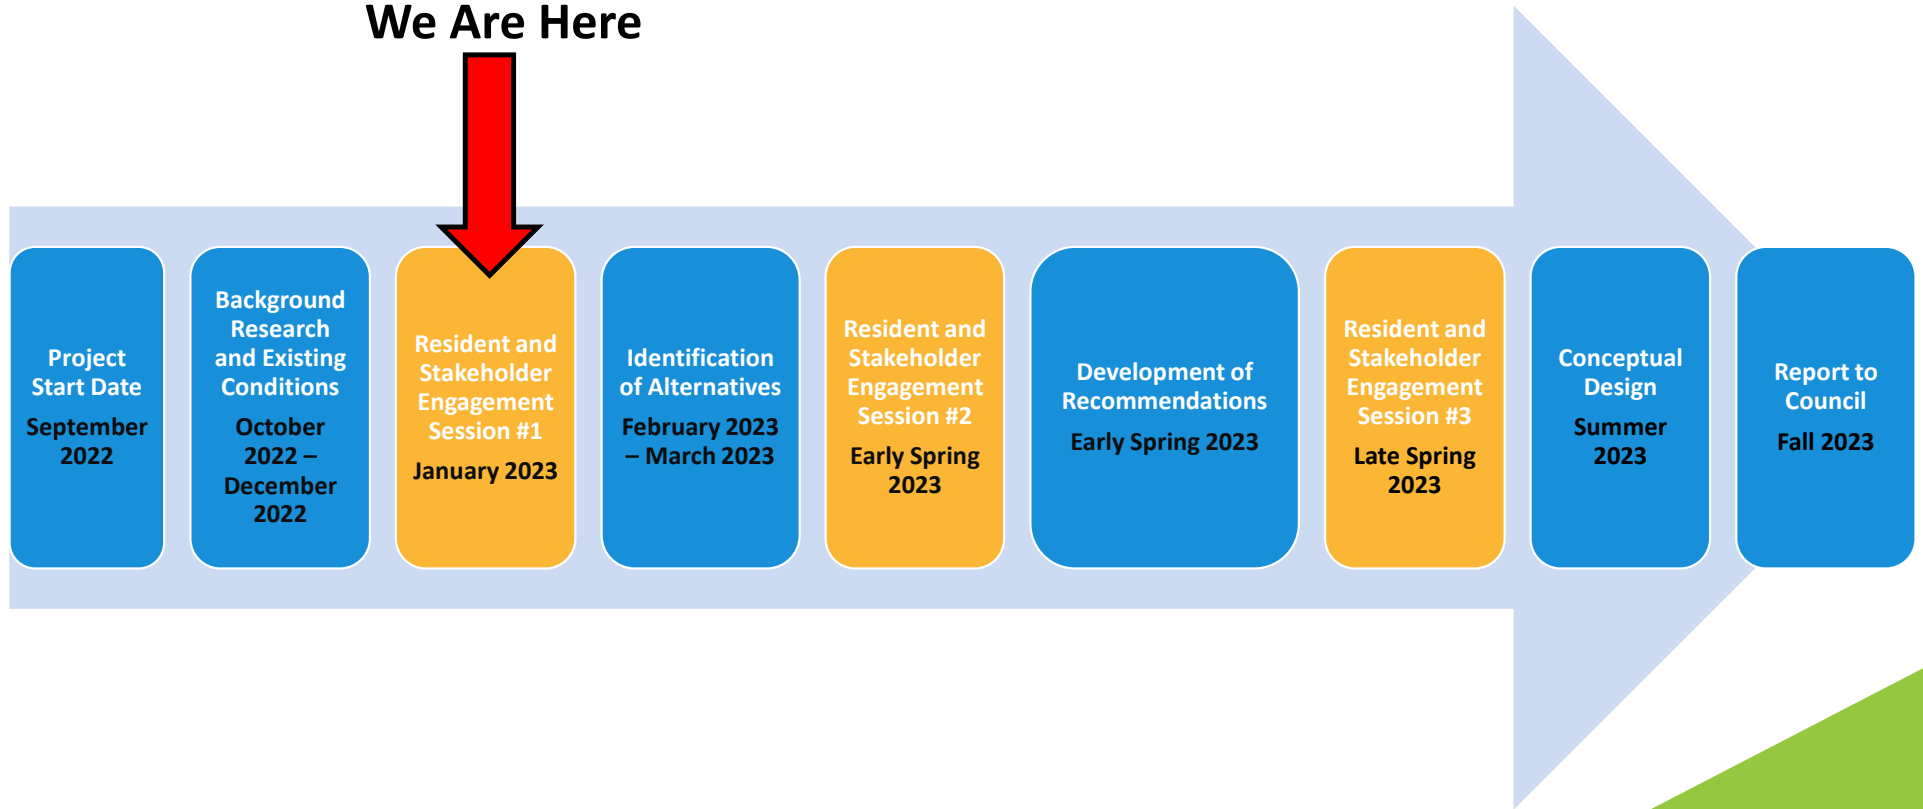 We Are Here
Project
Start Date
September
2022
Background
Research
and Existing
Conditions
October
2022 –
December
2022
Resident and
Stakeholder
Engagement
Session #1
January 2023
Identification
of Alternatives
February 2023
– March 2023
Resident and
Stakeholder
Engagement
Session #2
Early Spring
2023
Development of
Recommendations
Early Spring 2023
Resident and
Stakeholder
Engagement
Session #3
Late Spring
2023
Conceptual
Design
Summer
2023
Report to
Council
Fall 2023